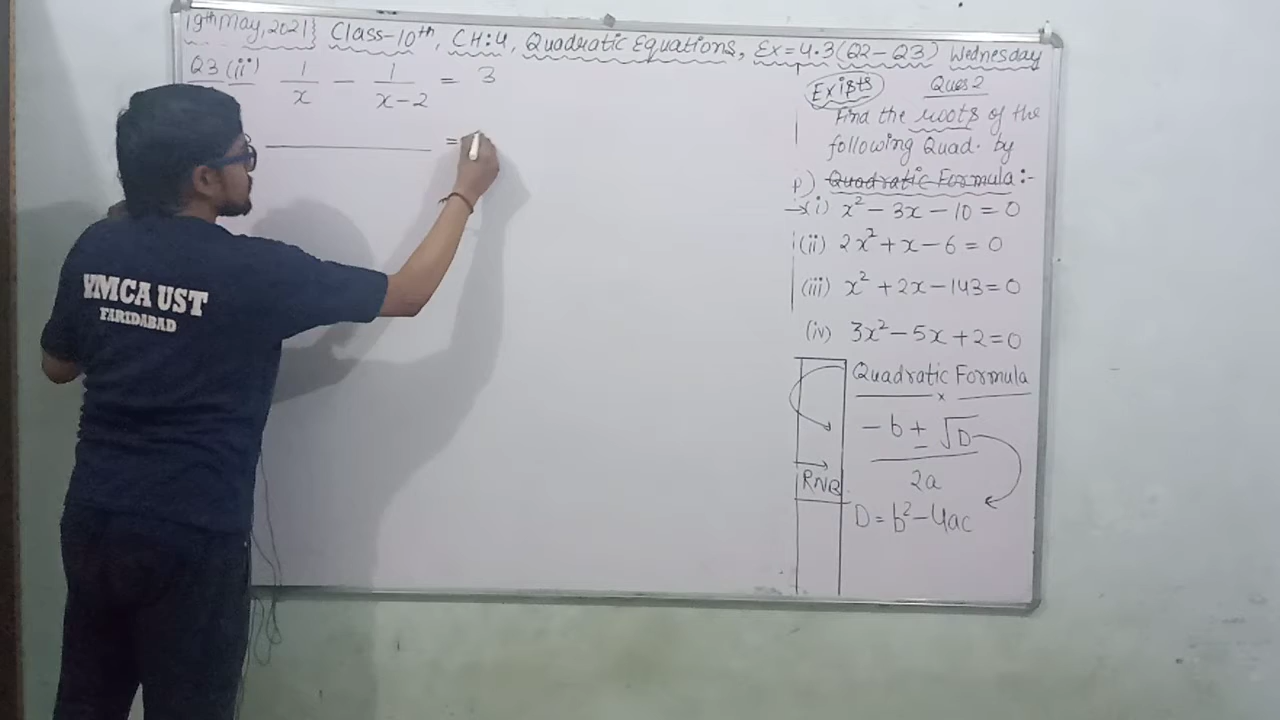 19th May, 2021} Class-10th, CH:4, Quadratic Equations, Ex=4.3(Q2-Q3) Wednesday
Q3 (ii) 1/x - 1/(x-2) = 3
=
Exists Ques 2
Find the roots of the
following Quad. by
P) Quadratic Formula:-
→(i) x² - 3x - 10 = 0
(ii) 2x² + x - 6 = 0
(iii) x² + 2x - 143 = 0
(iv) 3x² - 5x + 2 = 0
Quadratic Formula
(-b ± √D)/2a
RNB
D = b² - 4ac
YMCA UST
FARIDABAD